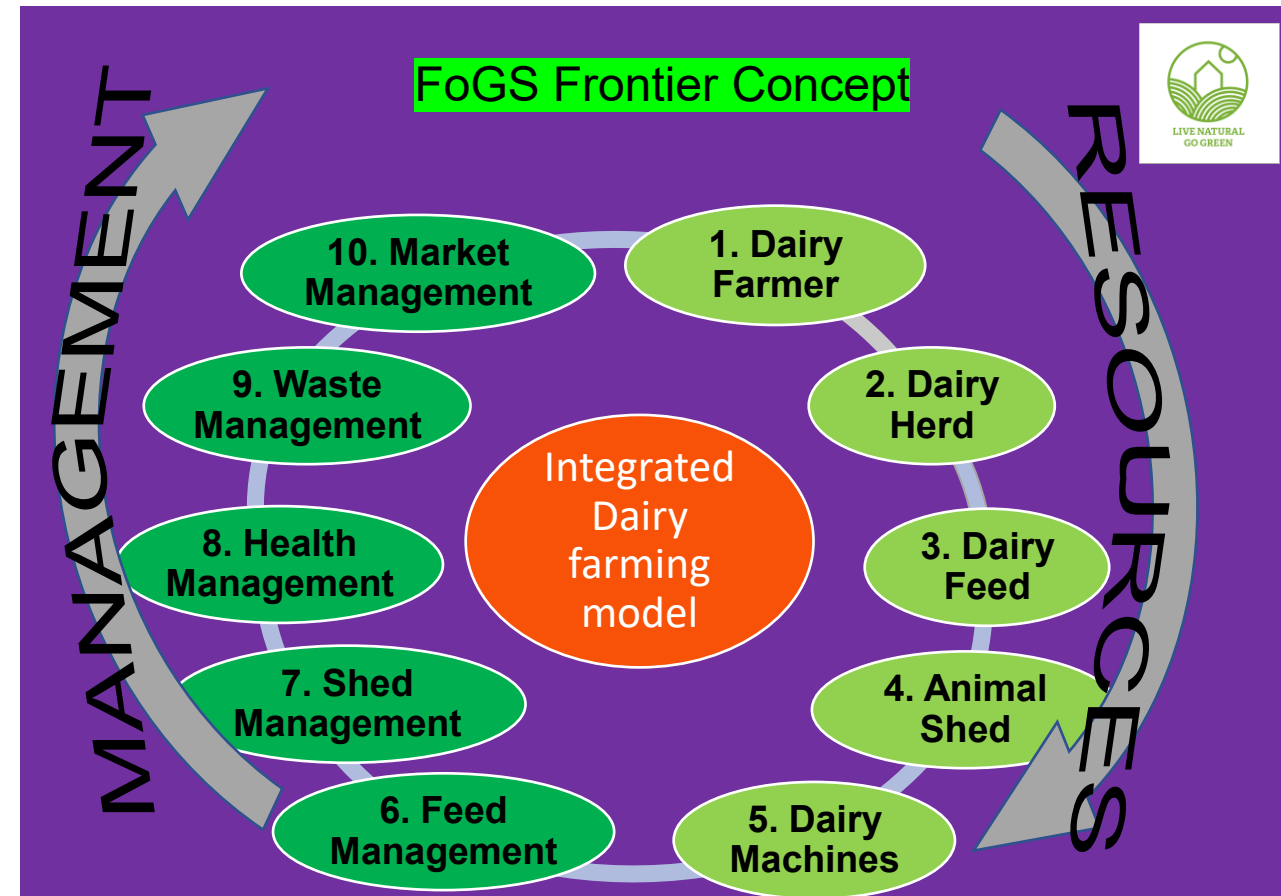 FoGS Frontier Concept
LIVE NATURAL
GO GREEN
MANAGEMENT
RESOURCES
10. Market
Management
1. Dairy
Farmer
9. Waste
Management
2. Dairy
Herd
Integrated
Dairy
farming
model
8. Health
Management
3. Dairy
Feed
7. Shed
Management
4. Animal
Shed
6. Feed
Management
5. Dairy
Machines